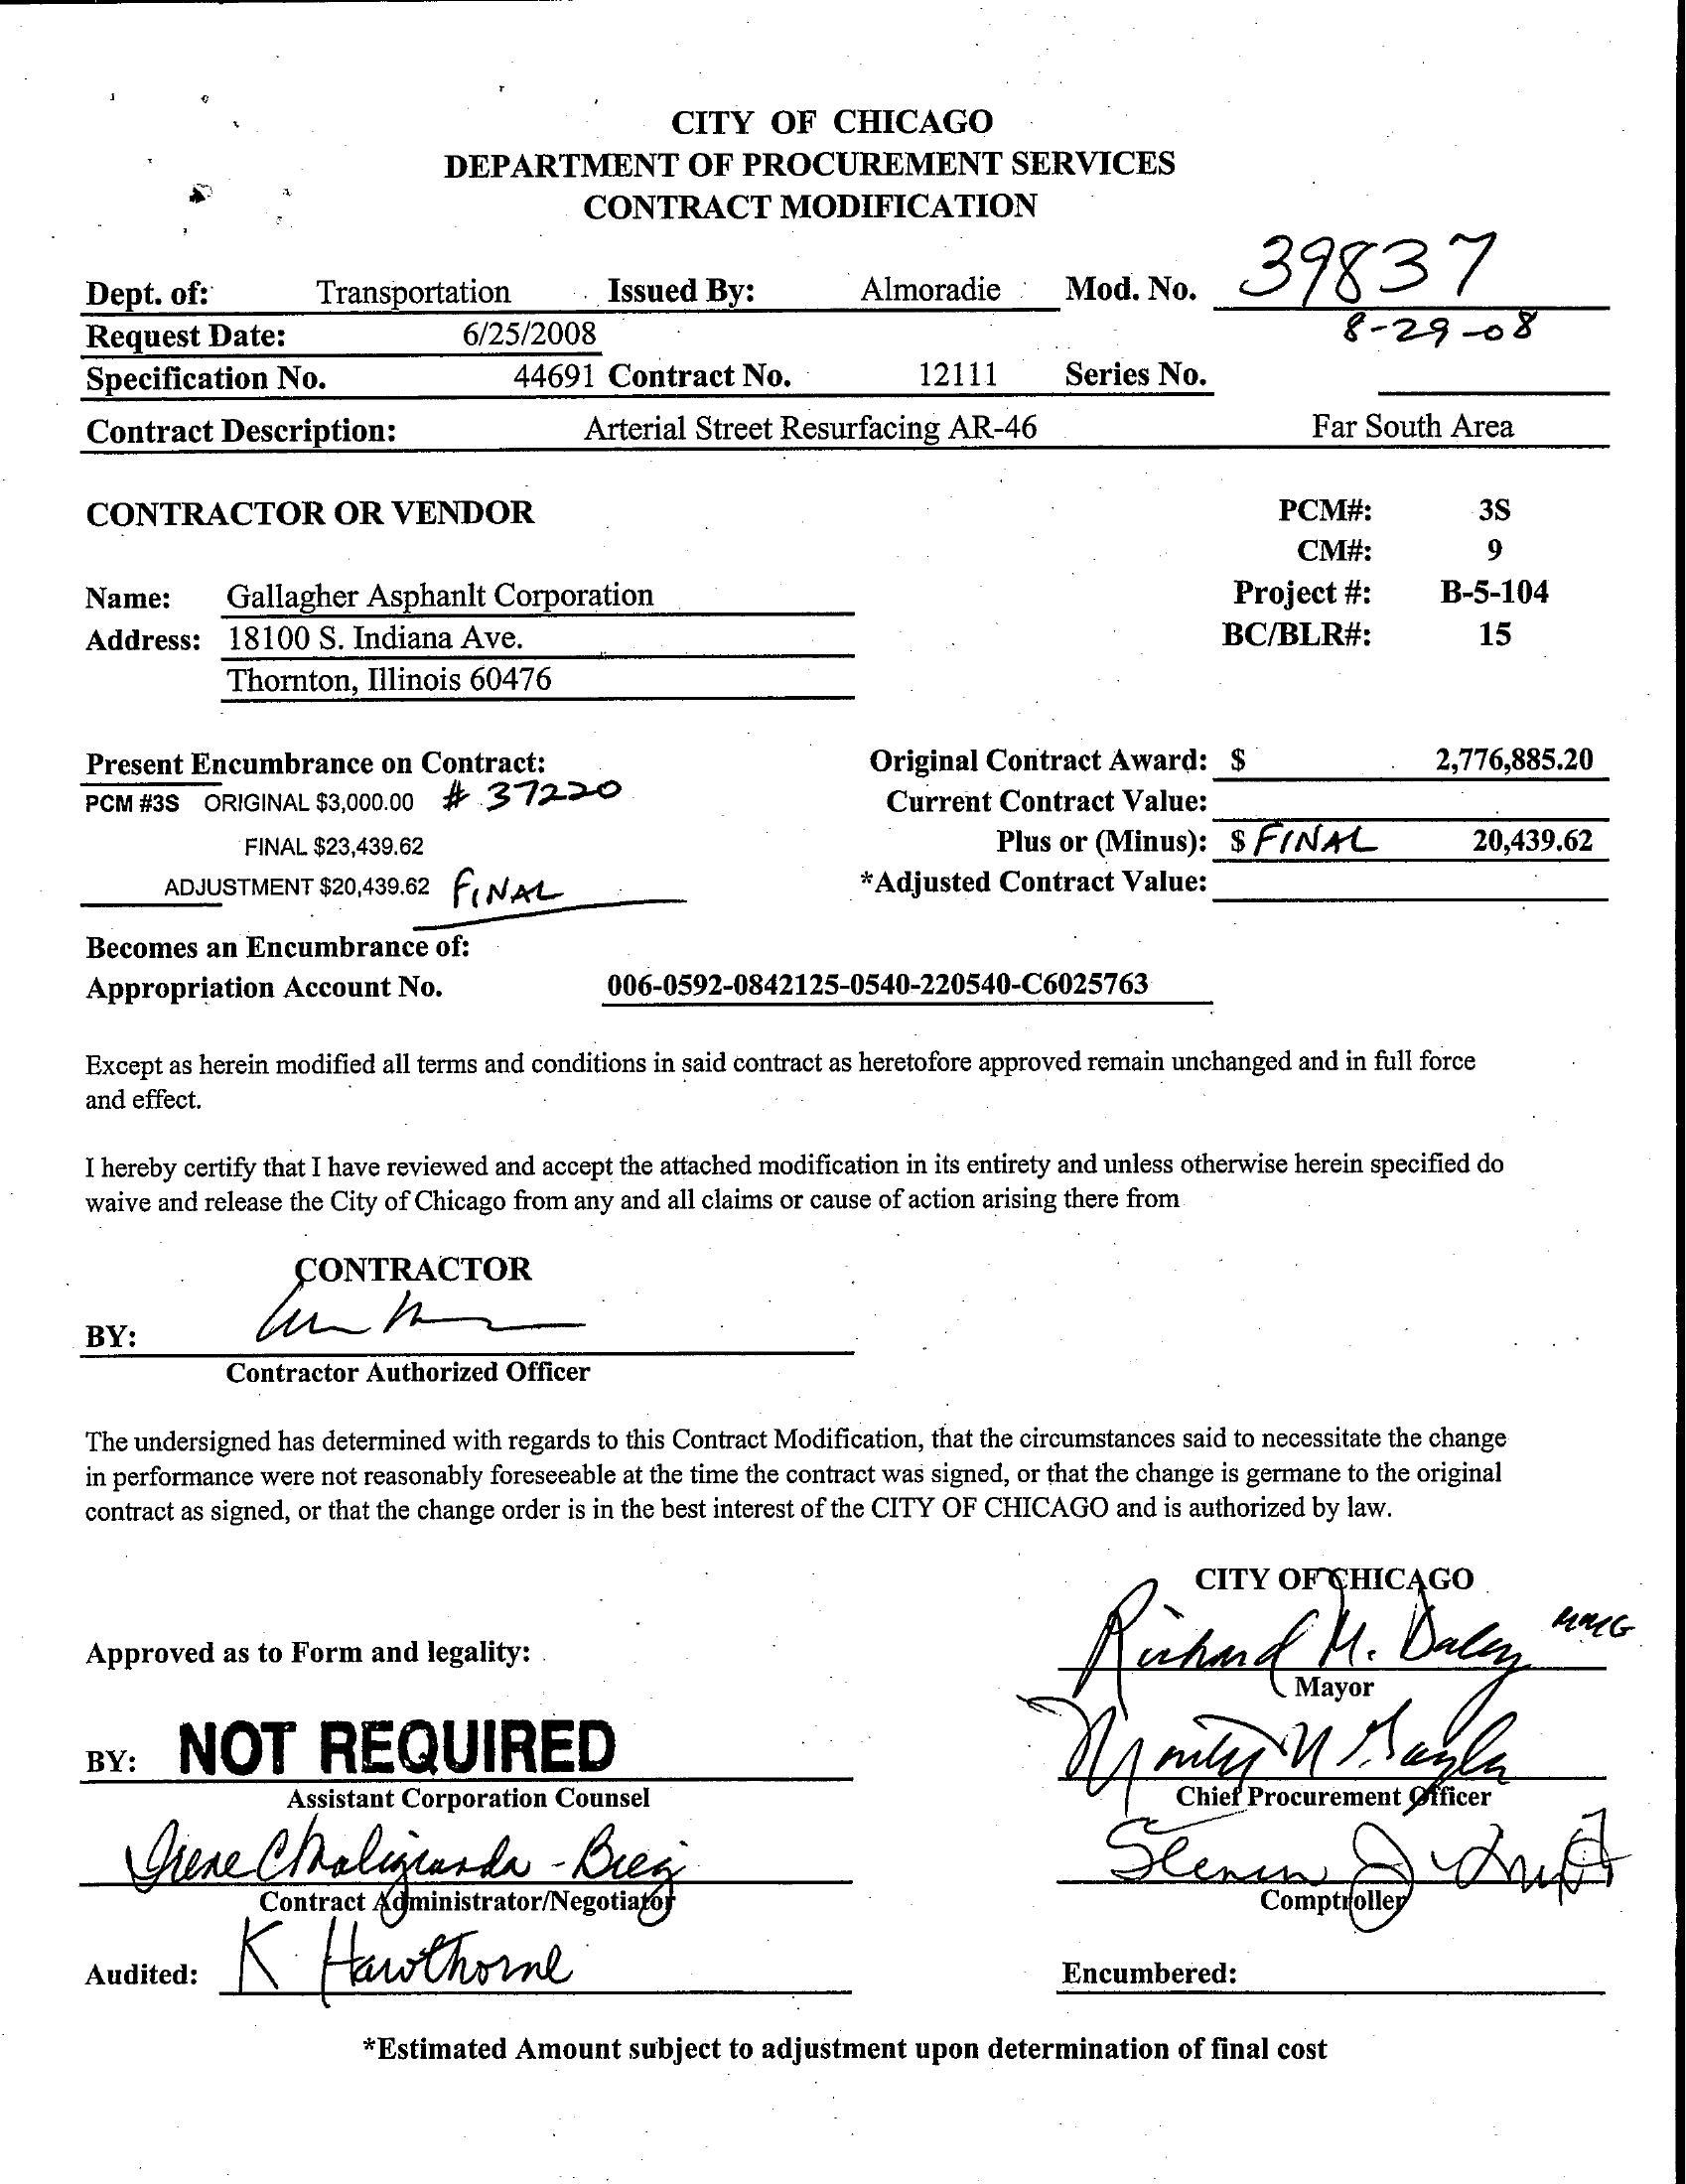 CITY OF CHICAGO
DEPARTMENT OF PROCUREMENT SERVICES
CONTRACT MODIFICATION
Dept. of: Transportation Issued By: Almoradie Mod. No. 39837
Request Date: 6/25/2008 8-29-08
Specification No. 44691 Contract No. 12111 Series No.
Contract Description: Arterial Street Resurfacing AR-46 Far South Area
CONTRACTOR OR VENDOR PCM#: 3S
CM#: 9
Name: Gallagher Asphanlt Corporation Project #: B-5-104
Address: 18100 S. Indiana Ave. BC/BLR#: 15
Thornton, Illinois 60476
Present Encumbrance on Contract: Original Contract Award: $ 2,776,885.20
PCM #3S ORIGINAL $3,000.00 # 37220 Current Contract Value:
FINAL $23,439.62 Plus or (Minus): $ FINAL 20,439.62
ADJUSTMENT $20,439.62 FINAL *Adjusted Contract Value:
Becomes an Encumbrance of:
Appropriation Account No. 006-0592-0842125-0540-220540-C6025763
Except as herein modified all terms and conditions in said contract as heretofore approved remain unchanged and in full force
and effect.
I hereby certify that I have reviewed and accept the attached modification in its entirety and unless otherwise herein specified do
waive and release the City of Chicago from any and all claims or cause of action arising there from
CONTRACTOR
BY:
Contractor Authorized Officer
The undersigned has determined with regards to this Contract Modification, that the circumstances said to necessitate the change
in performance were not reasonably foreseeable at the time the contract was signed, or that the change is germane to the original
contract as signed, or that the change order is in the best interest of the CITY OF CHICAGO and is authorized by law.
CITY OF CHICAGO
Approved as to Form and legality: Richard M. Daley MMG
Mayor
BY: NOT REQUIRED
Assistant Corporation Counsel Chief Procurement Officer
Irene
Contract Administrator/Negotiator Comptroller
Audited: K Hawthorne Encumbered:
*Estimated Amount subject to adjustment upon determination of final cost